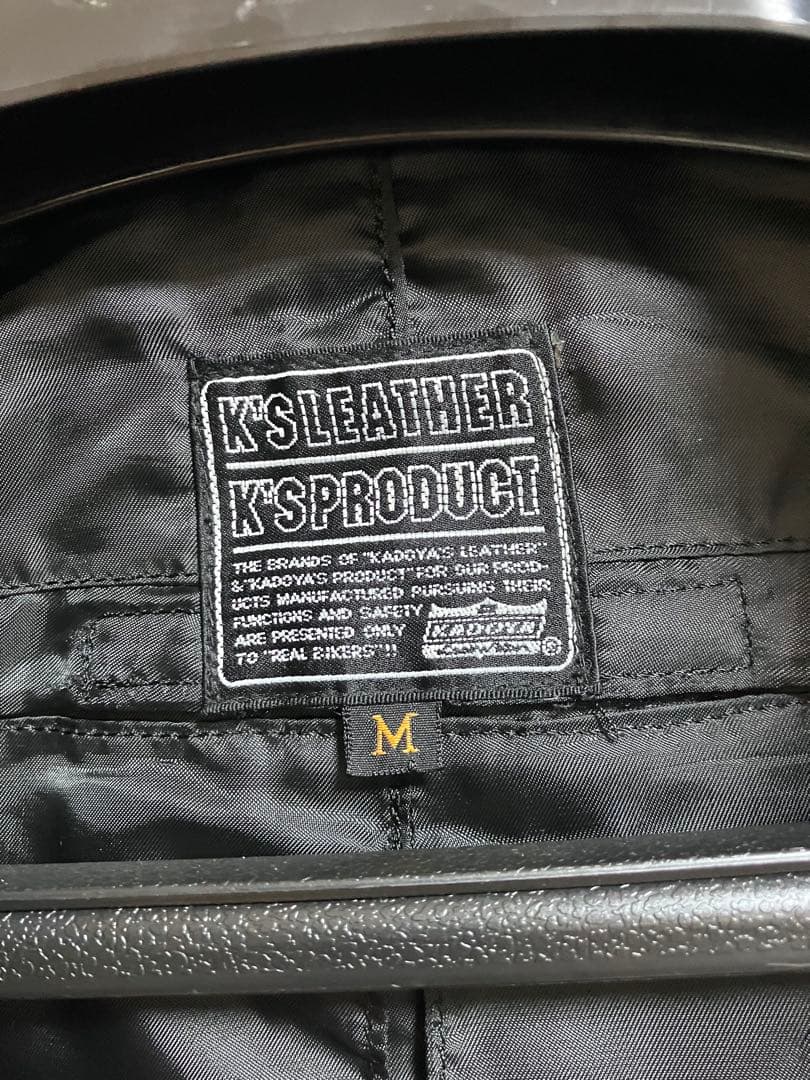 K'S LEATHER
K'S PRODUCT
THE BRANDS OF "KADOYA'S LEATHER"
&"KADOYA'S PRODUCT" FOR OUR PROD-
UCTS MANUFACTURED PURSUING THEIR
FUNCTIONS AND SAFETY
ARE PRESENTED ONLY
TO "REAL BIKERS"!!
KADOYA
®
M